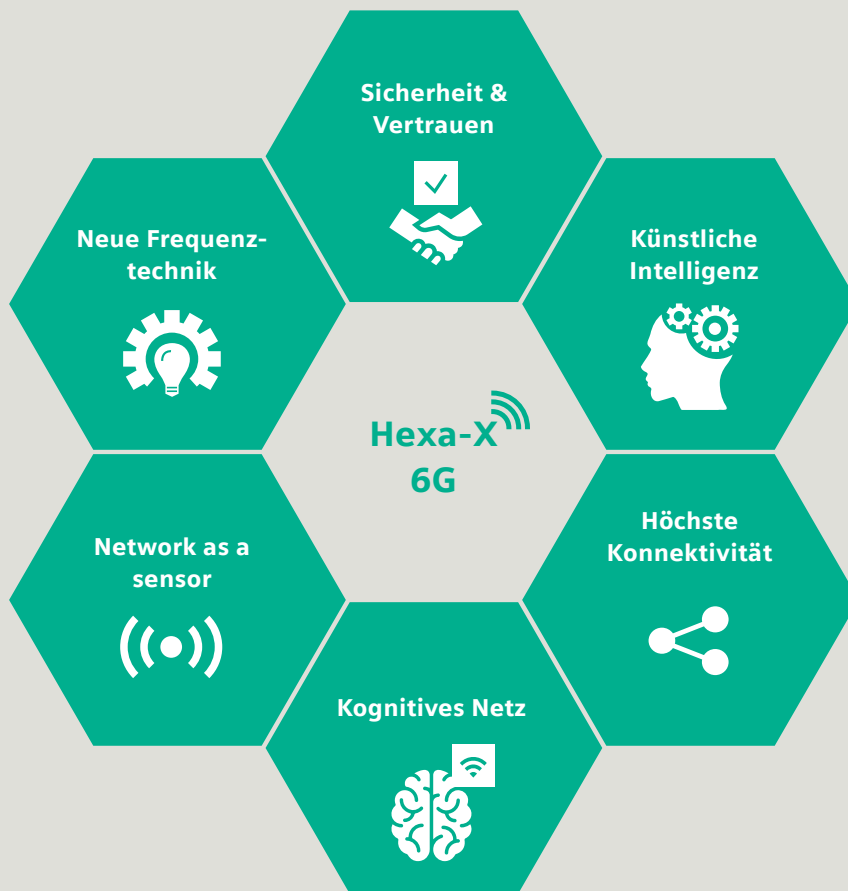 Sicherheit &
Vertrauen
Neue Frequenz-
technik
Künstliche
Intelligenz
Hexa-X
6G
Network as a
sensor
Höchste
Konnektivität
Kognitives Netz